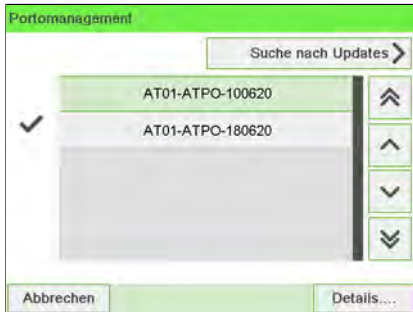 Portomanagement
Suche nach Updates
AT01-ATPO-100620
AT01-ATPO-180620
Abbrechen
Details....